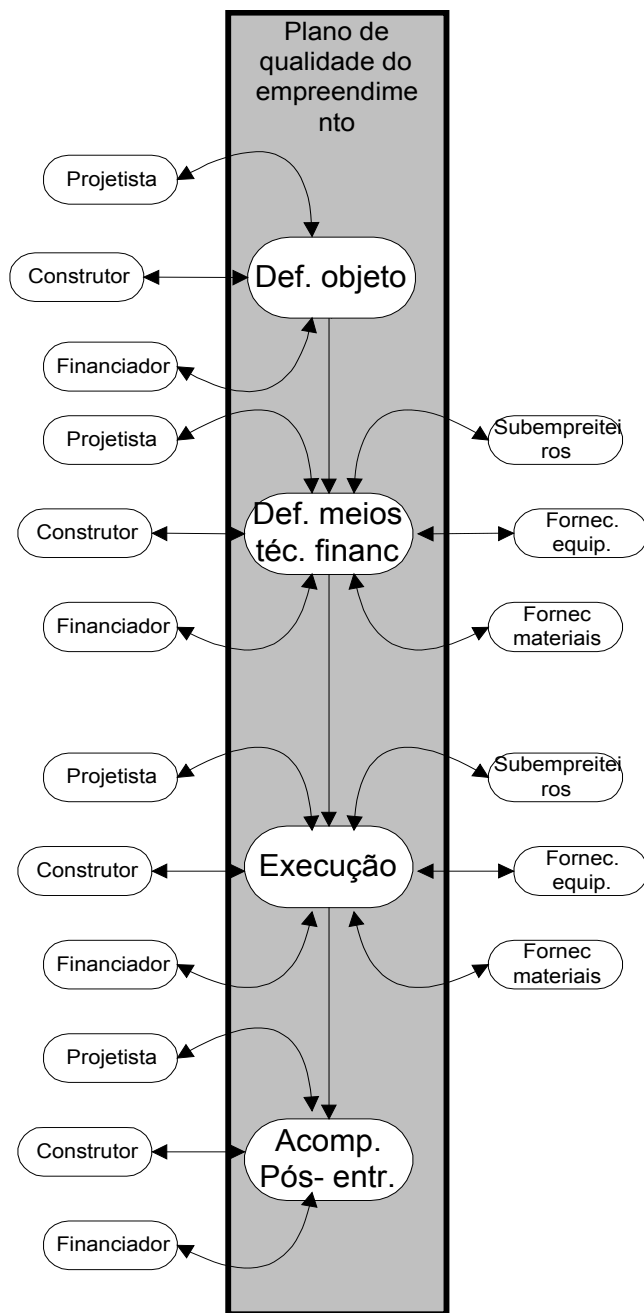 Plano de
qualidade do
empreendime
nto
Projetista
Construtor
Def. objeto
Financiador
Projetista
Subempreitei
ros
Construtor
Def. meios
téc. financ
Fornec.
equip.
Financiador
Fornec
materiais
Projetista
Subempreitei
ros
Construtor
Execução
Fornec.
equip.
Financiador
Fornec
materiais
Projetista
Construtor
Acomp.
Pós- entr.
Financiador